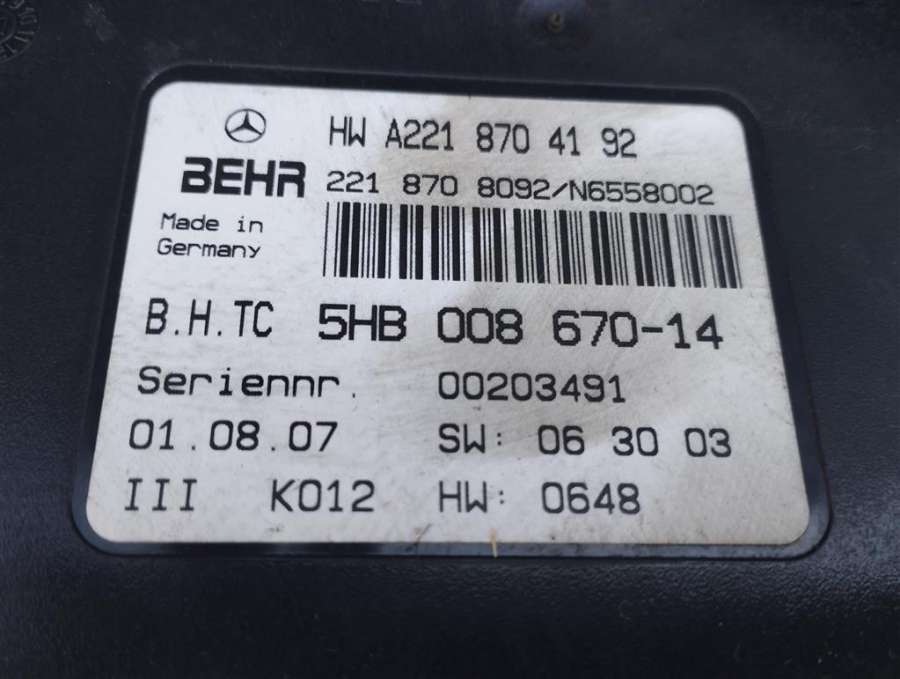 HW A221 870 41 92
BEHR 221 870 8092/N6558002
Made in
Germany
B.H.TC 5HB 008 670-14
Seriennr. 00203491
01.08.07 SW: 06 30 03
III K012 HW: 0648